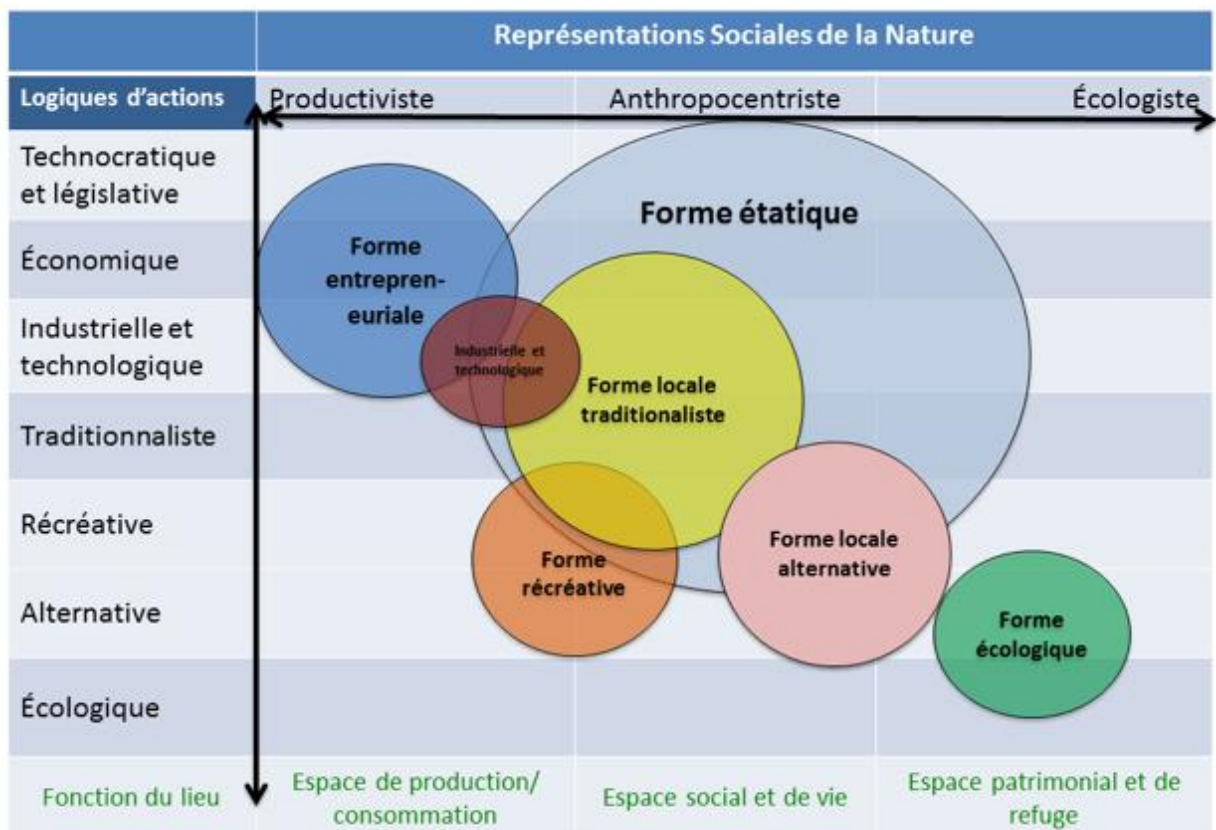 Représentations Sociales de la Nature
Logiques d'actions
Productiviste
Anthropocentriste
Écologiste
Technocratique
et législative
Économique
Industrielle et
technologique
Traditionnaliste
Récréative
Alternative
Écologique
Forme étatique
Forme
entrepren-
euriale
Industrielle et
technologique
Forme locale
traditionaliste
Forme
récréative
Forme locale
alternative
Forme
écologique
Fonction du lieu
Espace de production/
consommation
Espace social et de vie
Espace patrimonial et de
refuge